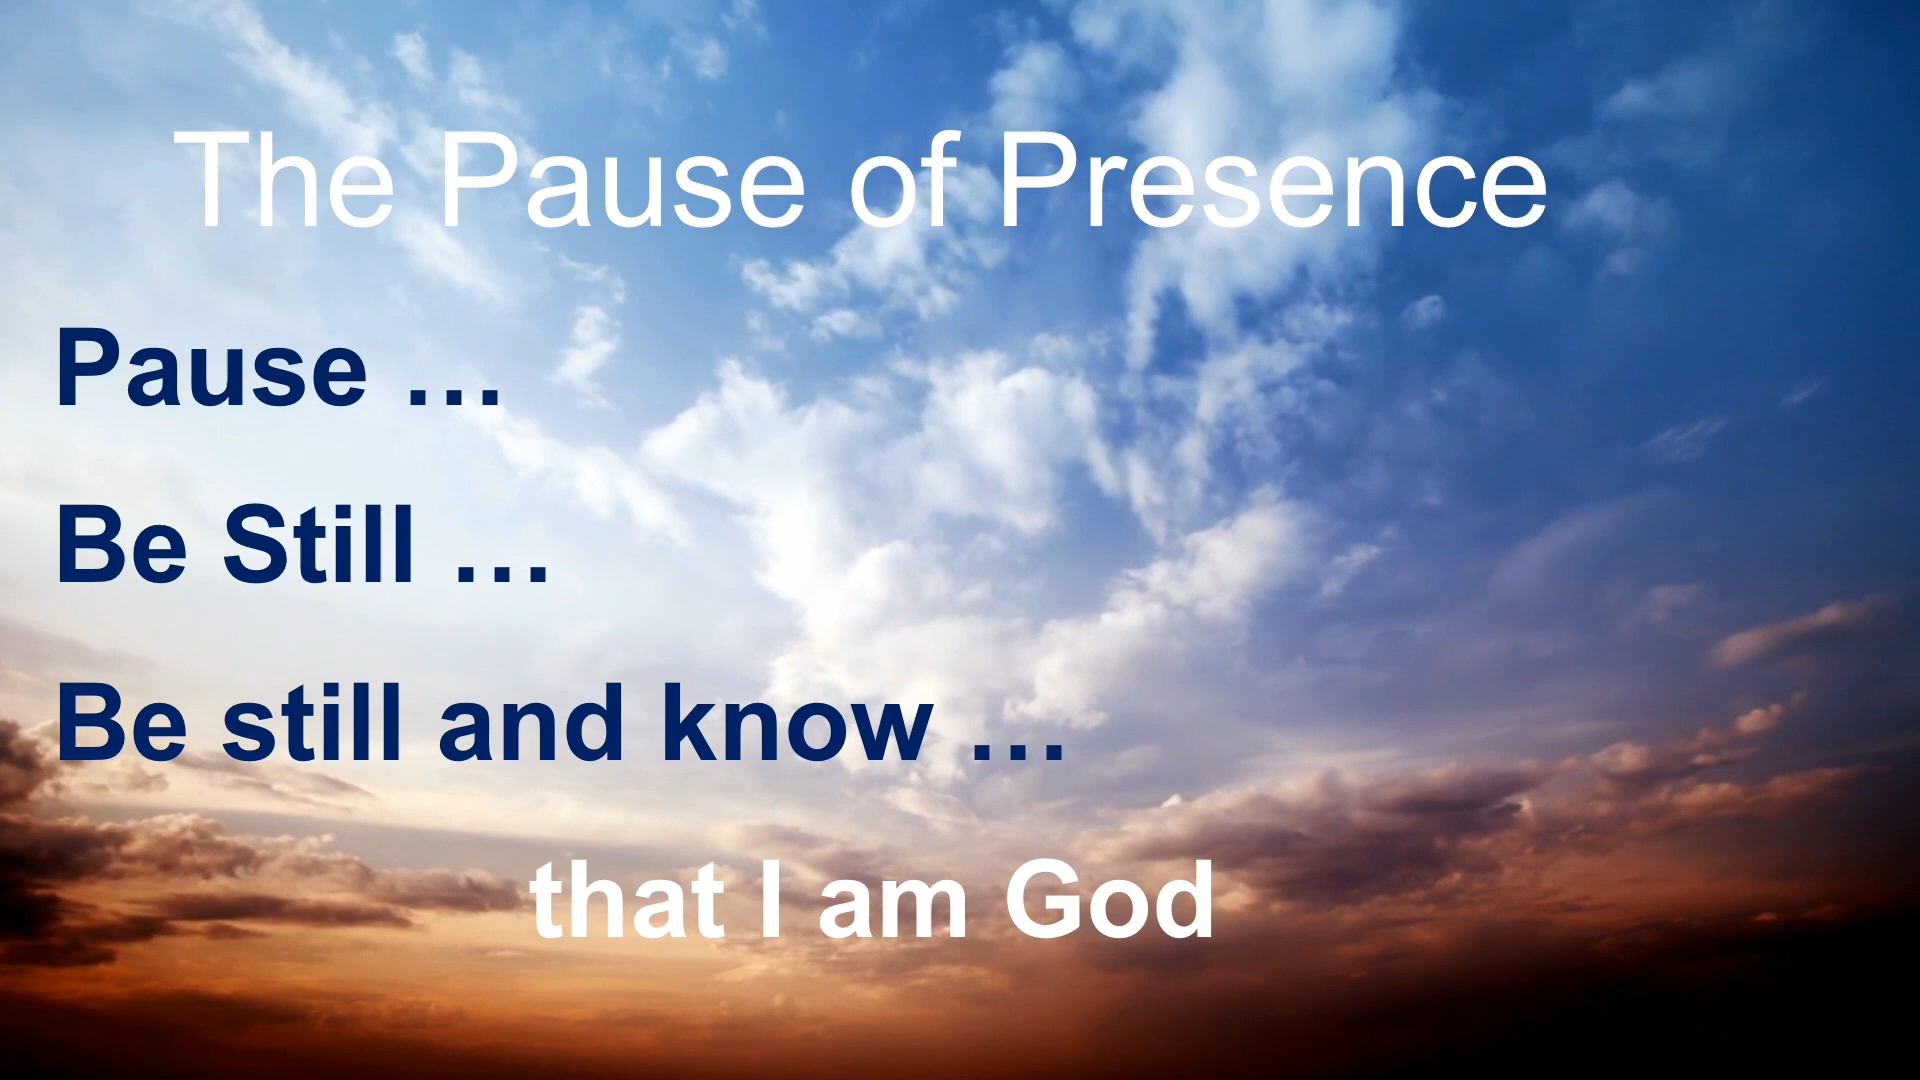 The Pause of Presence
Pause …
Be Still …
Be still and know …
that I am God